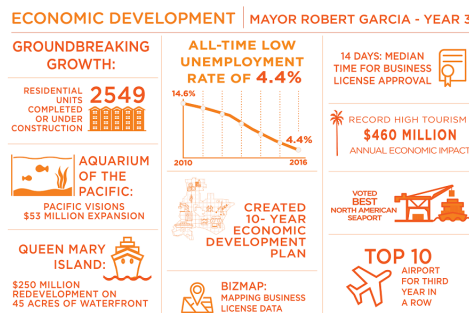 ECONOMIC DEVELOPMENT
MAYOR ROBERT GARCIA - YEAR 3
GROUNDBREAKING
GROWTH:
RESIDENTIAL
UNITS
COMPLETED
OR UNDER
CONSTRUCTION
2549
AQUARIUM
OF THE
PACIFIC:
PACIFIC VISIONS
$53 MILLION EXPANSION
QUEEN MARY
ISLAND:
$250 MILLION
REDEVELOPMENT ON
45 ACRES OF WATERFRONT
ALL-TIME LOW
UNEMPLOYMENT
RATE OF 4.4%
14.6%
4.4%
2010
2016
CREATED
10- YEAR
ECONOMIC
DEVELOPMENT
PLAN
BIZMAP:
MAPPING BUSINESS
LICENSE DATA
14 DAYS: MEDIAN
TIME FOR BUSINESS
LICENSE APPROVAL
RECORD HIGH TOURISM
$460 MILLION
ANNUAL ECONOMIC IMPACT
VOTED
BEST
NORTH AMERICAN
SEAPORT
TOP 10
AIRPORT
FOR THIRD
YEAR IN
A ROW